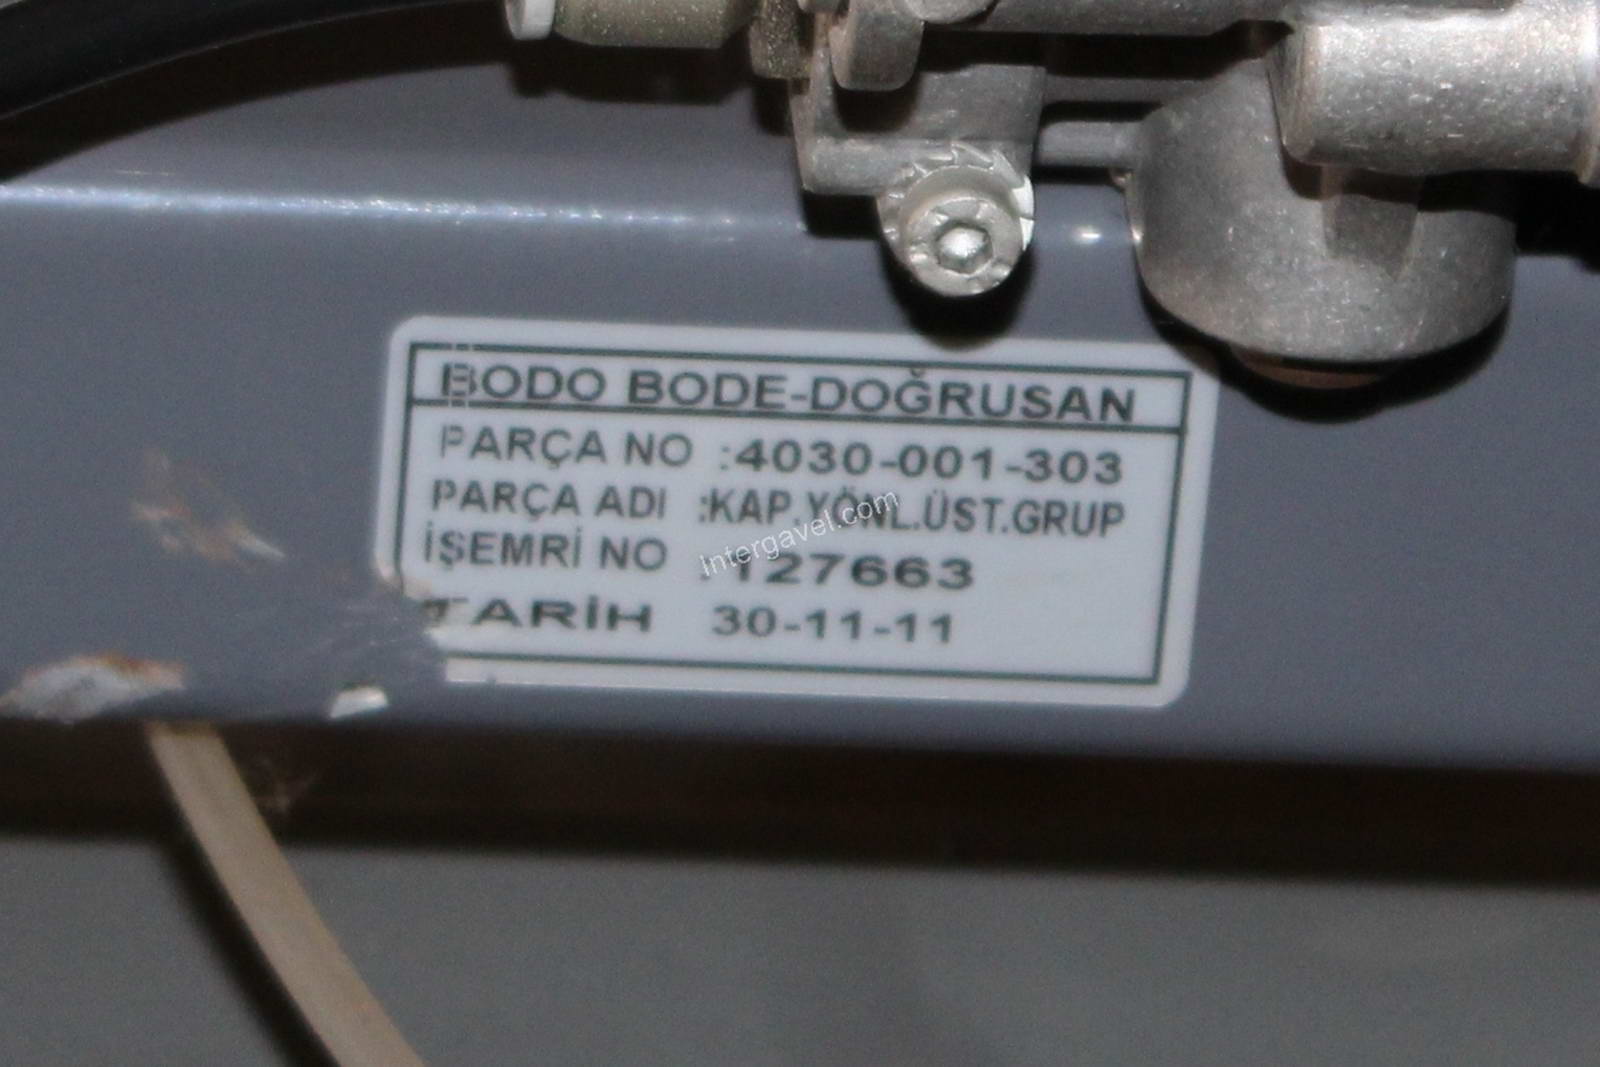 BODO BODE-DOĞRUSAN
PARÇA NO :4030-001-303
PARÇA ADI :KAP.YÖNL.ÜST.GRUP
İŞEMRİ NO :127663
TARİH 30-11-11
Intergavel.com